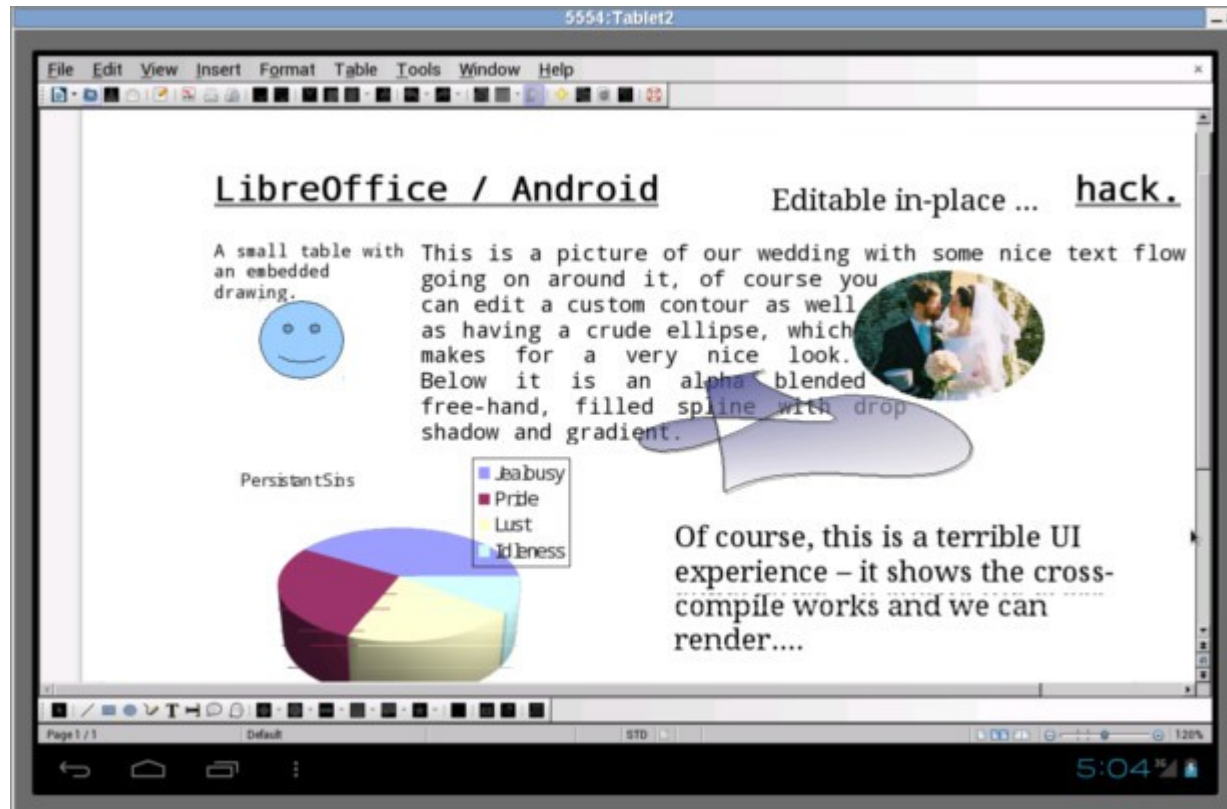 5554:Tablet2
File Edit View Insert Format Table Tools Window Help
LibreOffice / Android
Editable in-place ...
hack.
A small table with
an embedded
drawing.
This is a picture of our wedding with some nice text flow
going on around it, of course you
can edit a custom contour as well
as having a crude ellipse, which
makes for a very nice look.
Below it is an alpha blended
free-hand, filled spline with drop
shadow and gradient.
PersistantSins
Jealousy
Pride
Lust
Idleness
Of course, this is a terrible UI
experience – it shows the cross-
compile works and we can
render....
Page 1 / 1 Default STD 120%
5:04 3G